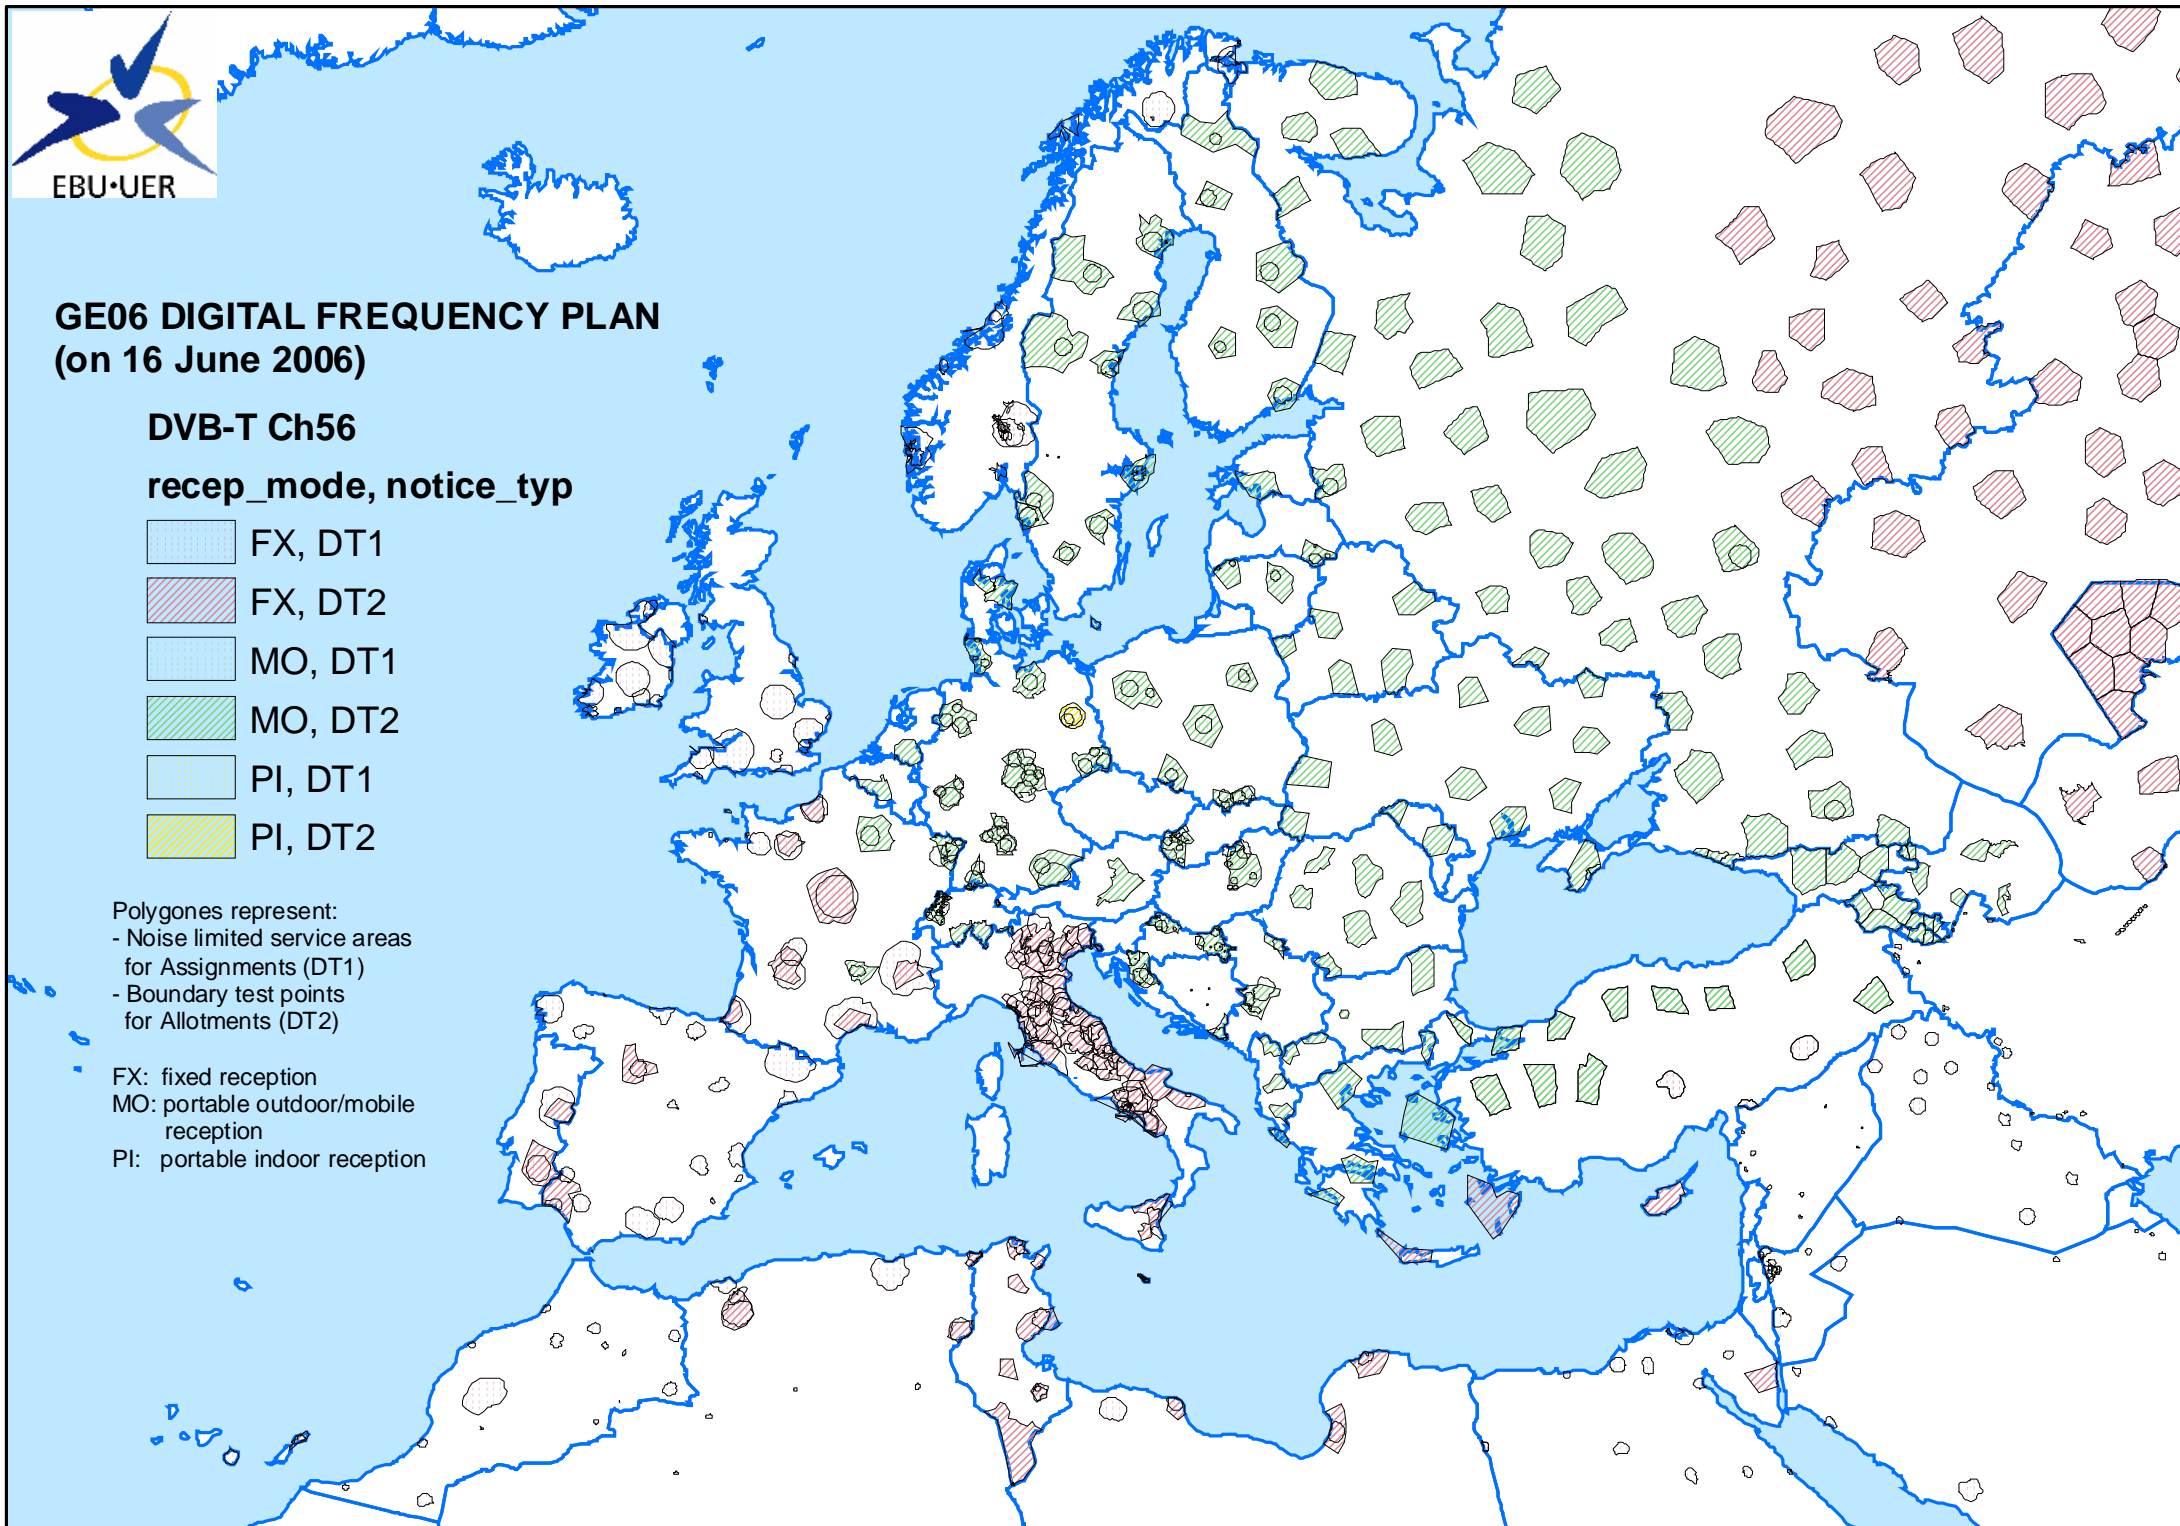 EBU•UER
GE06 DIGITAL FREQUENCY PLAN
(on 16 June 2006)
DVB-T Ch56
recep_mode, notice_typ
FX, DT1
FX, DT2
MO, DT1
MO, DT2
PI, DT1
PI, DT2
Polygones represent:
- Noise limited service areas
for Assignments (DT1)
- Boundary test points
for Allotments (DT2)
FX: fixed reception
MO: portable outdoor/mobile
reception
PI: portable indoor reception